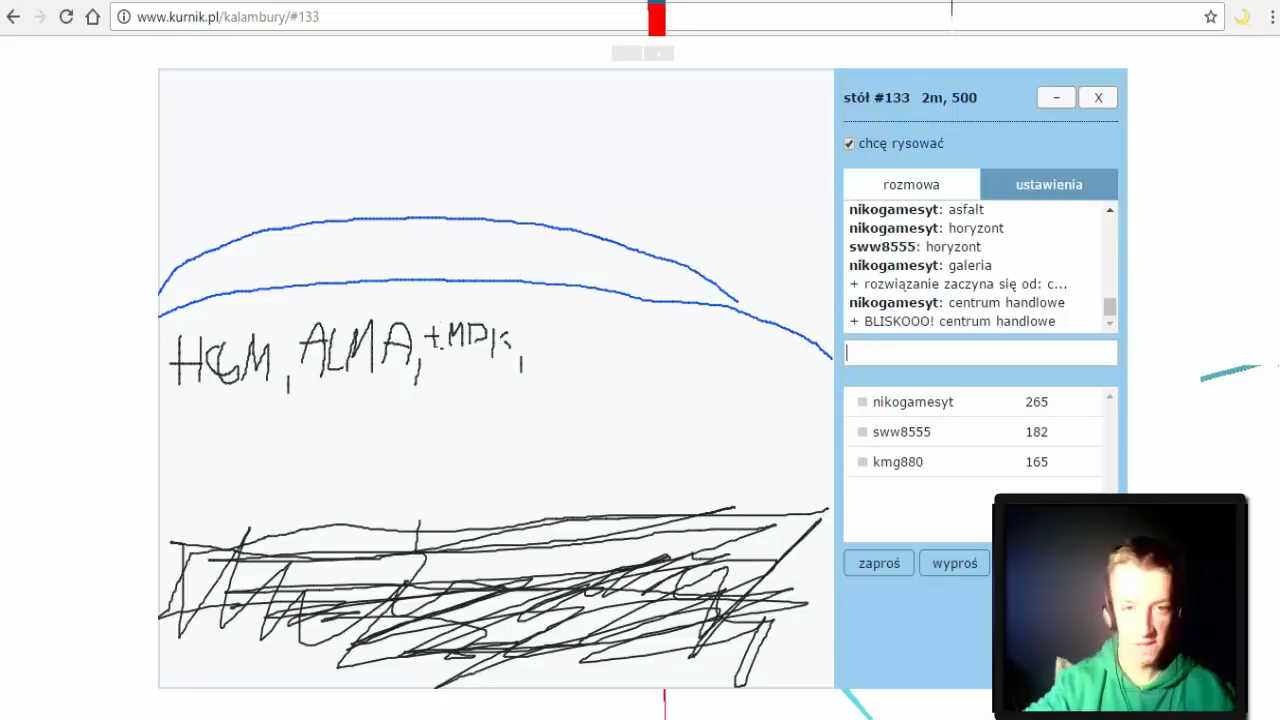 www.kurnik.pl/kalambury/#133
stół #133 2m, 500
– X
chcę rysować
rozmowa ustawienia
nikogamesyt: asfalt
nikogamesyt: horyzont
sww8555: horyzont
nikogamesyt: galeria
+ rozwiązanie zaczyna się od: c...
nikogamesyt: centrum handlowe
+ BLISKOOO! centrum handlowe
ALMA,
nikogamesyt 265
sww8555 182
kmg880 165
zaproś wyproś